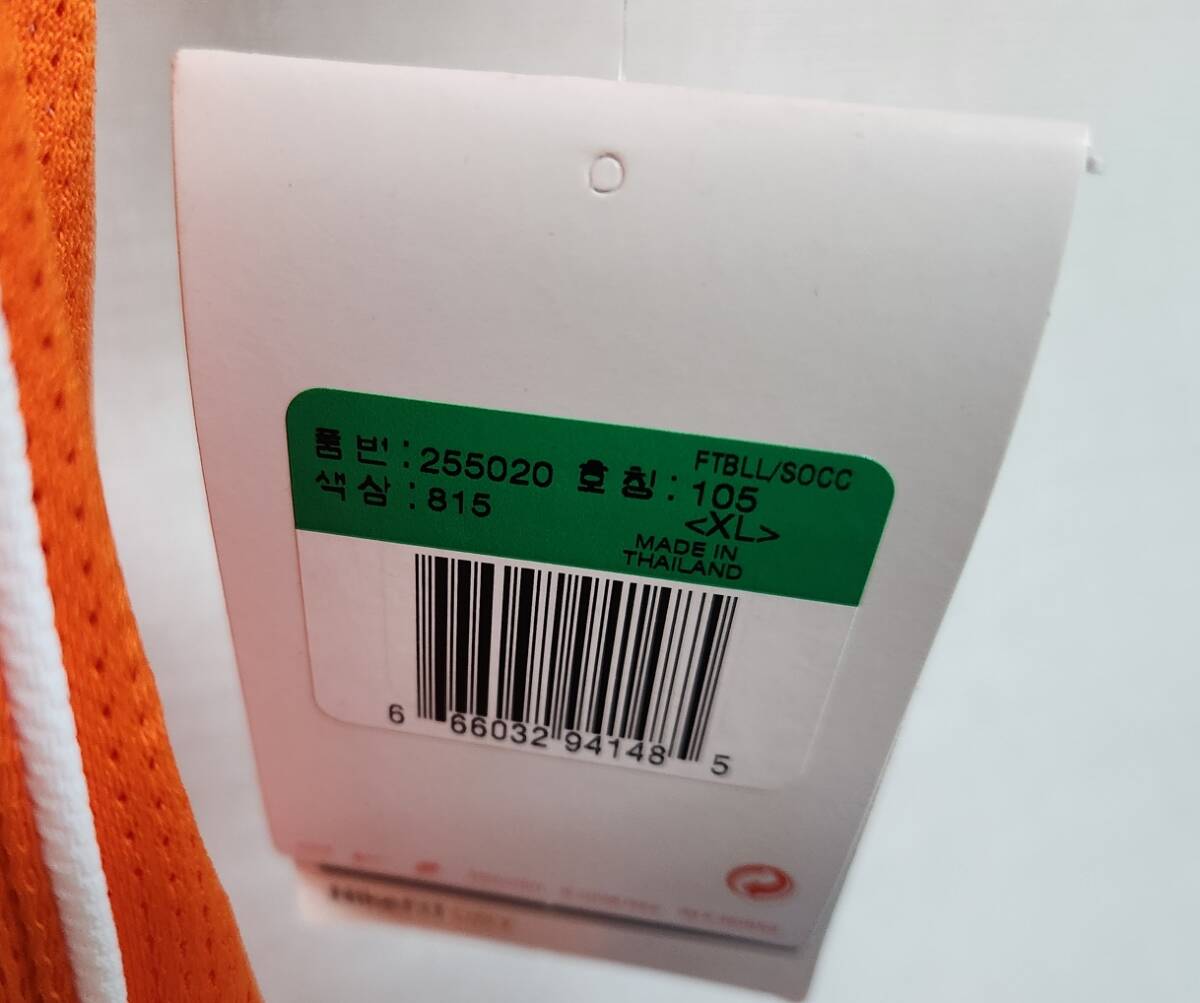 FTBLL/SOCC
품 번 : 255020 호 칭 : 105
색 상 : 815 <XL>
MADE IN
THAILAND
6 66032 94148 5